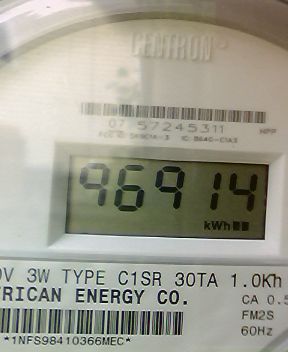 CENTRON®
07 57245311 HPP
96914
kWh
0V 3W TYPE C1SR 30TA 1.0Kh
RICAN ENERGY CO. CA 0.5
FM2S
60Hz
*1NFS98410366MEC*